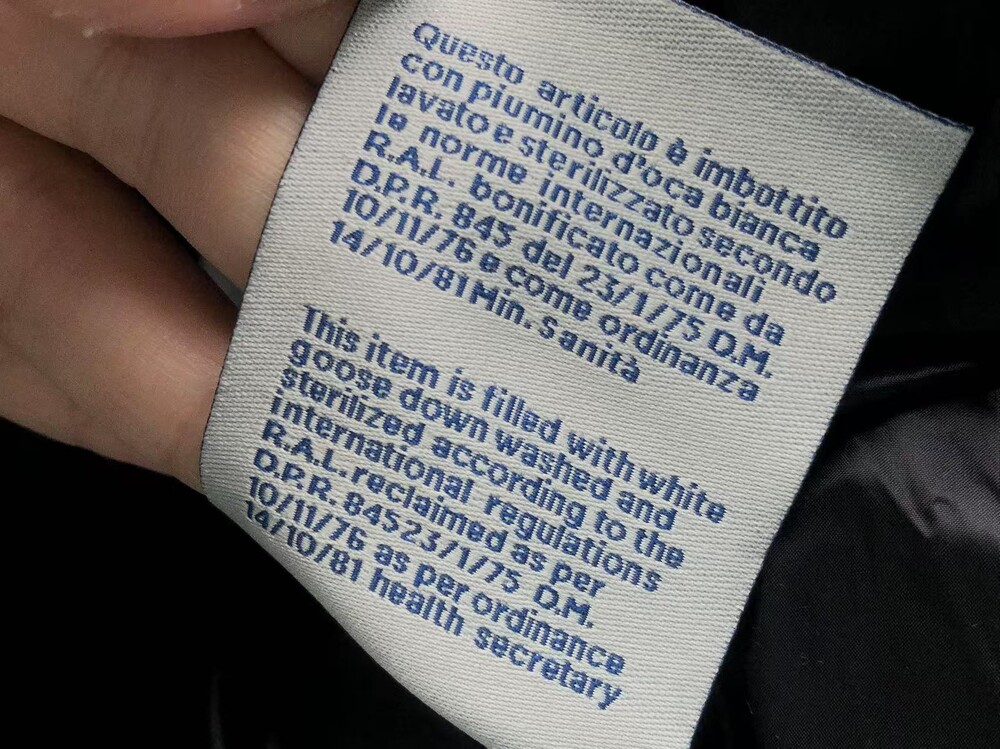 Questo articolo è imbottito
con piumino d'oca bianca
lavato e sterilizzato secondo
le norme internazionali
R.A.L. bonificato come da
D.P.R. 845 del 23/1/75 D.M.
10/11/76 e come ordinanza
14/10/81 Min. Sanità
This item is filled with white
goose down washed and
sterilized according to the
international regulations
R.A.L. reclaimed as per
D.P.R. 845 23/1/75 D.M.
10/11/76 as per ordinance
14/10/81 health secretary